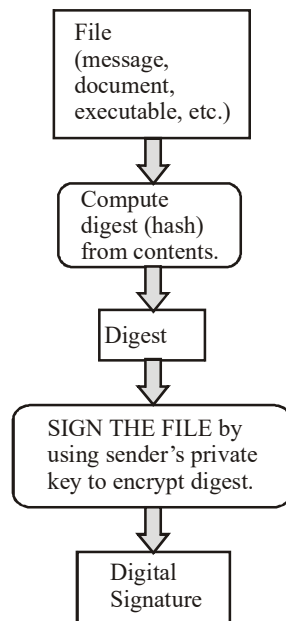 File
(message,
document,
executable, etc.)
Compute
digest (hash)
from contents.
Digest
SIGN THE FILE by
using sender’s private
key to encrypt digest.
Digital
Signature